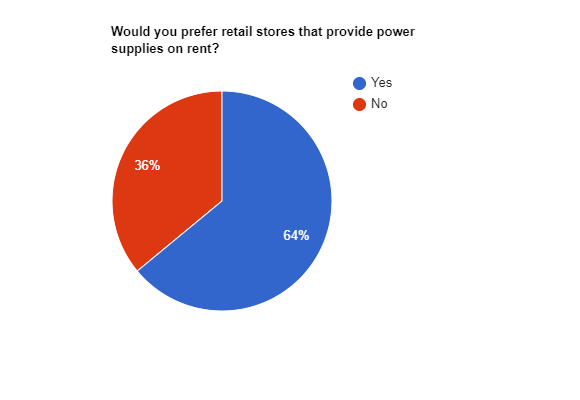 Would you prefer retail stores that provide power
supplies on rent?
Yes
No
36%
64%